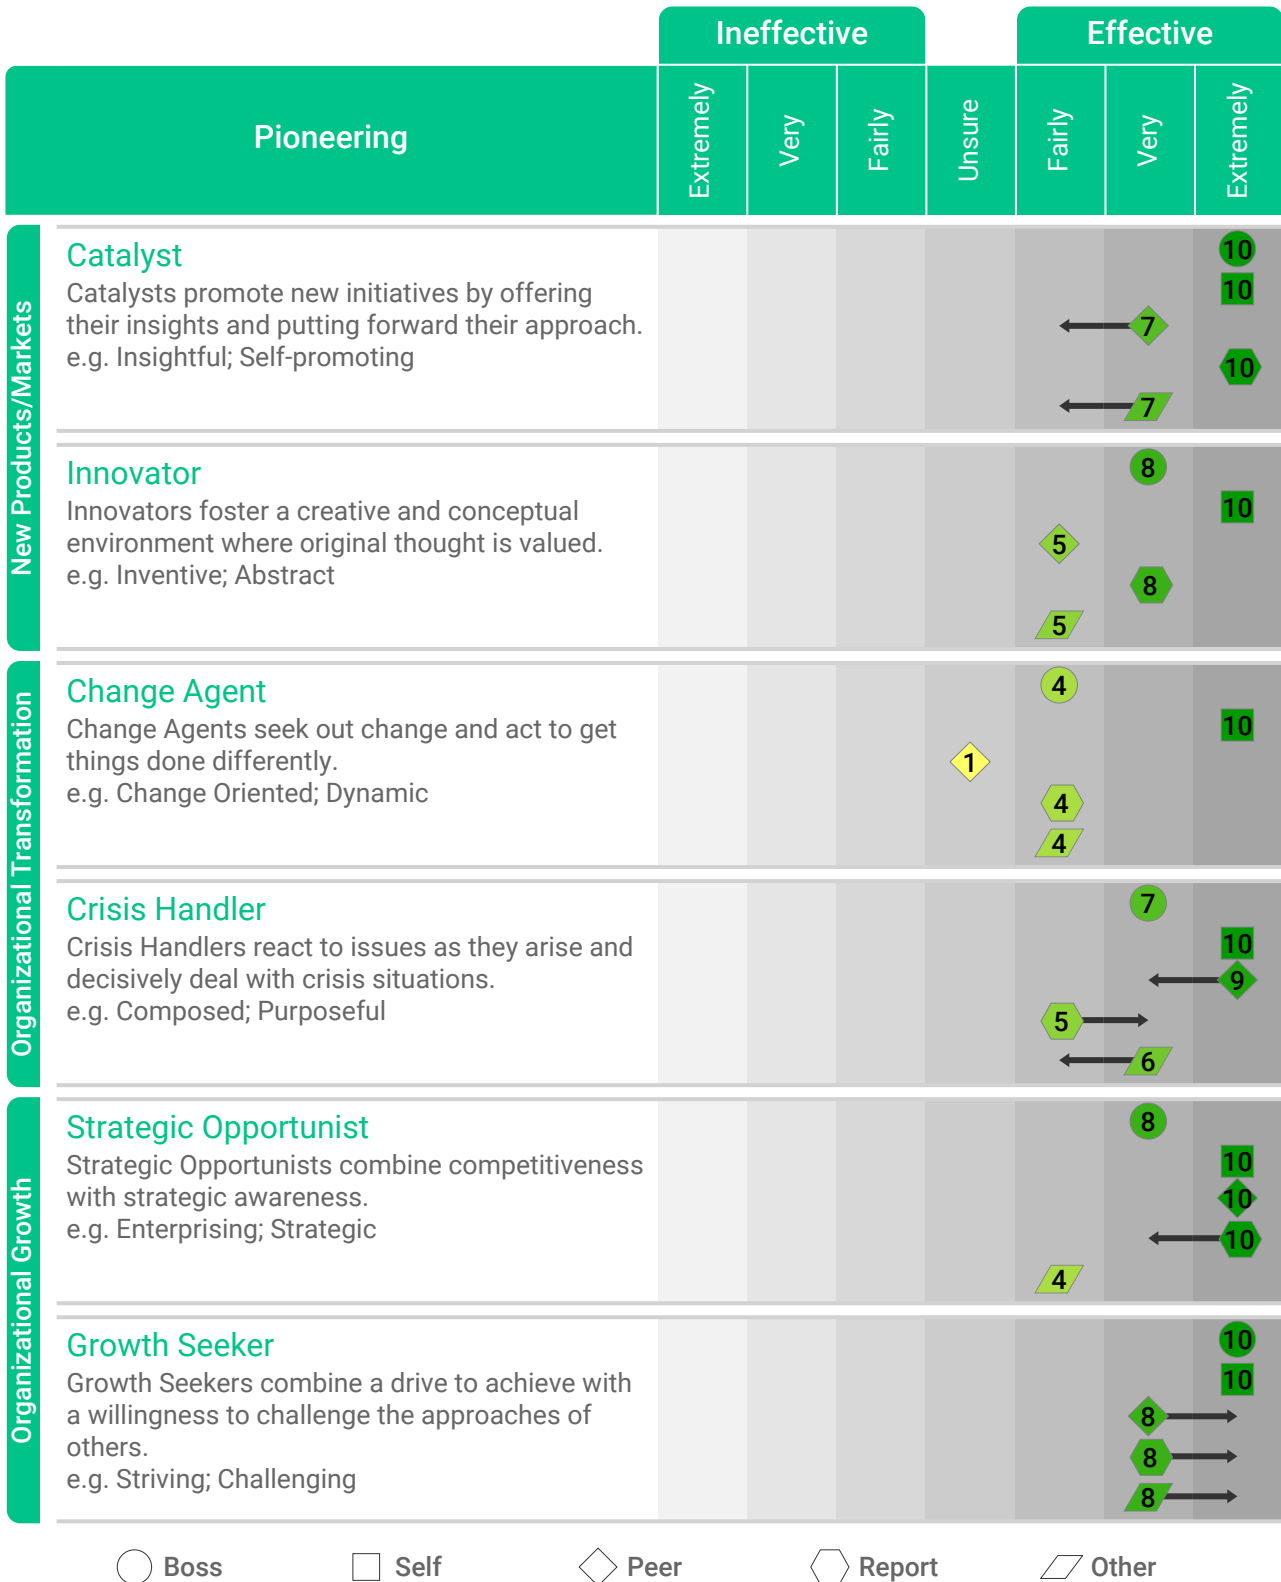 Ineffective
Effective
Pioneering
Extremely
Very
Fairly
Unsure
Fairly
Very
Extremely
New Products/Markets
Catalyst
Catalysts promote new initiatives by offering
their insights and putting forward their approach.
e.g. Insightful; Self-promoting
10
10
7
10
7
Innovator
Innovators foster a creative and conceptual
environment where original thought is valued.
e.g. Inventive; Abstract
8
10
5
8
5
Organizational Transformation
Change Agent
Change Agents seek out change and act to get
things done differently.
e.g. Change Oriented; Dynamic
4
10
1
4
4
Crisis Handler
Crisis Handlers react to issues as they arise and
decisively deal with crisis situations.
e.g. Composed; Purposeful
7
10
9
5
6
Organizational Growth
Strategic Opportunist
Strategic Opportunists combine competitiveness
with strategic awareness.
e.g. Enterprising; Strategic
8
10
10
10
4
Growth Seeker
Growth Seekers combine a drive to achieve with
a willingness to challenge the approaches of
others.
e.g. Striving; Challenging
10
10
8
8
8
Boss
Self
Peer
Report
Other